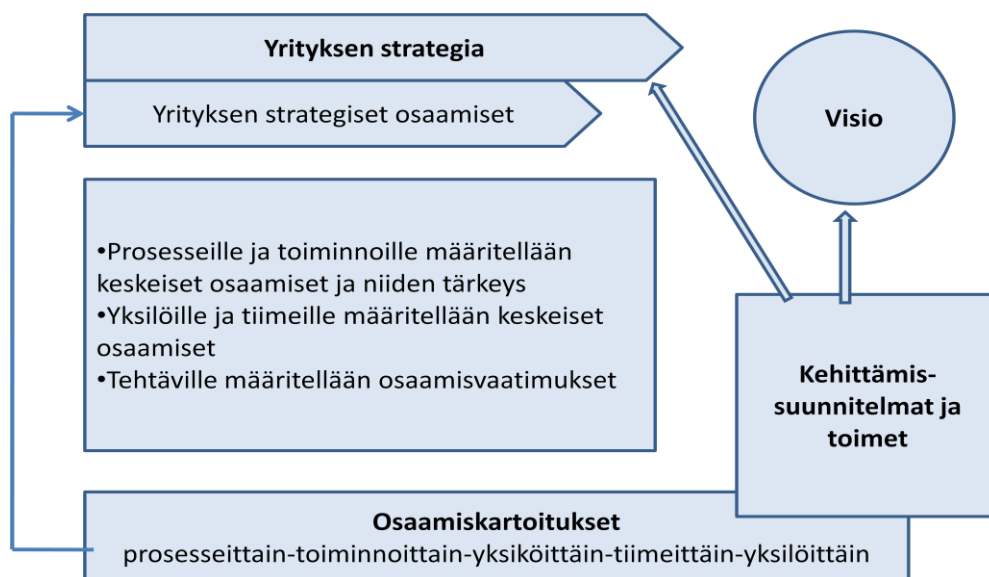 Yrityksen strategia
Yrityksen strategiset osaamiset
Visio
•Prosesseille ja toiminnoille määritellään
keskeiset osaamiset ja niiden tärkeys
•Yksilöille ja tiimeille määritellään keskeiset
osaamiset
•Tehtäville määritellään osaamisvaatimukset
Kehittämis-
suunnitelmat ja
toimet
Osaamiskartoitukset
prosesseittain-toiminnoittain-yksiköittäin-tiimeittäin-yksilöittäin